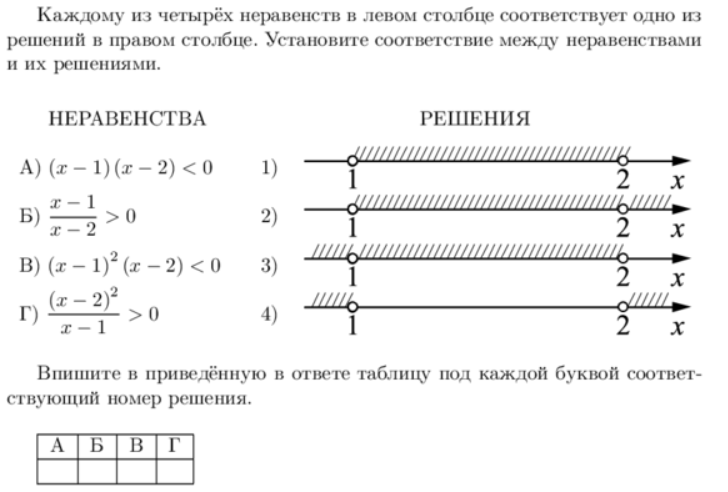 Каждому из четырёх неравенств в левом столбце соответствует одно из
решений в правом столбце. Установите соответствие между неравенствами
и их решениями.
НЕРАВЕНСТВА РЕШЕНИЯ
А) (x − 1)(x − 2) < 0 1) 1 2 x
Б) \frac{x − 1}{x − 2} > 0 2) 1 2 x
В) (x − 1)² (x − 2) < 0 3) 1 2 x
Г) \frac{(x − 2)²}{x − 1} > 0 4) 1 2 x
Впишите в приведённую в ответе таблицу под каждой буквой соответ-
ствующий номер решения.
А Б В Г